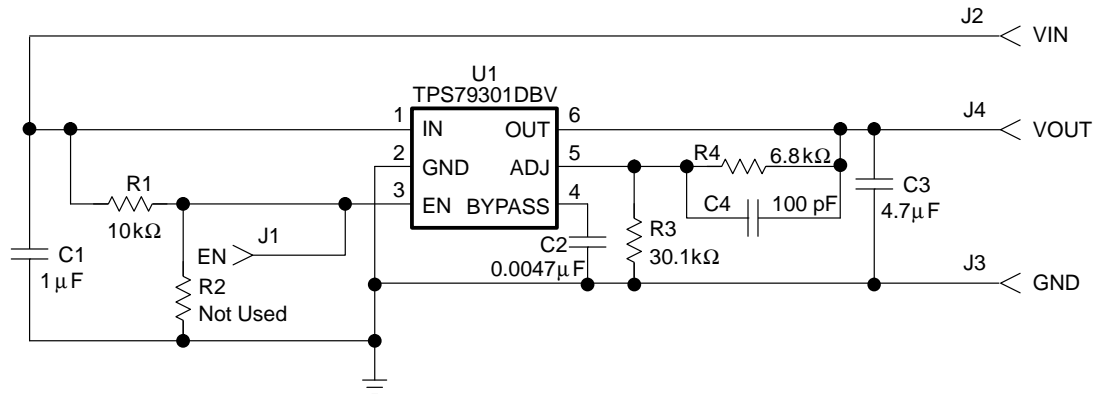 J2
VIN
U1
TPS79301DBV
1
IN
OUT
6
J4
VOUT
2
GND
ADJ
5
R4
6.8kΩ
3
EN
BYPASS
4
R1
10kΩ
C4
100 pF
C3
4.7μF
EN
J1
C2
0.0047μF
R3
30.1kΩ
C1
1μF
R2
Not Used
J3
GND